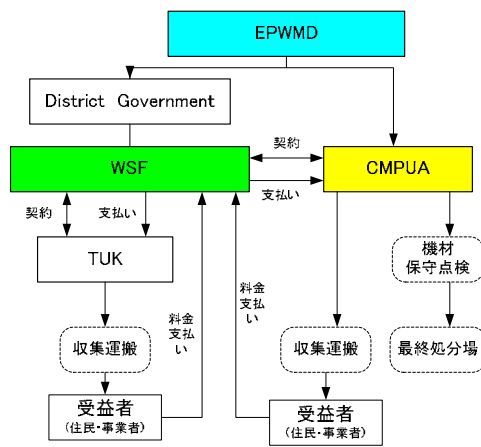 EPWMD
District Government
契約
WSF
CMPUA
支払い
契約
支払い
TUK
機材
保守点検
料金
支払
い
料金
支払
い
収集運搬
収集運搬
最終処分場
受益者
(住民・事業者)
受益者
(住民・事業者)